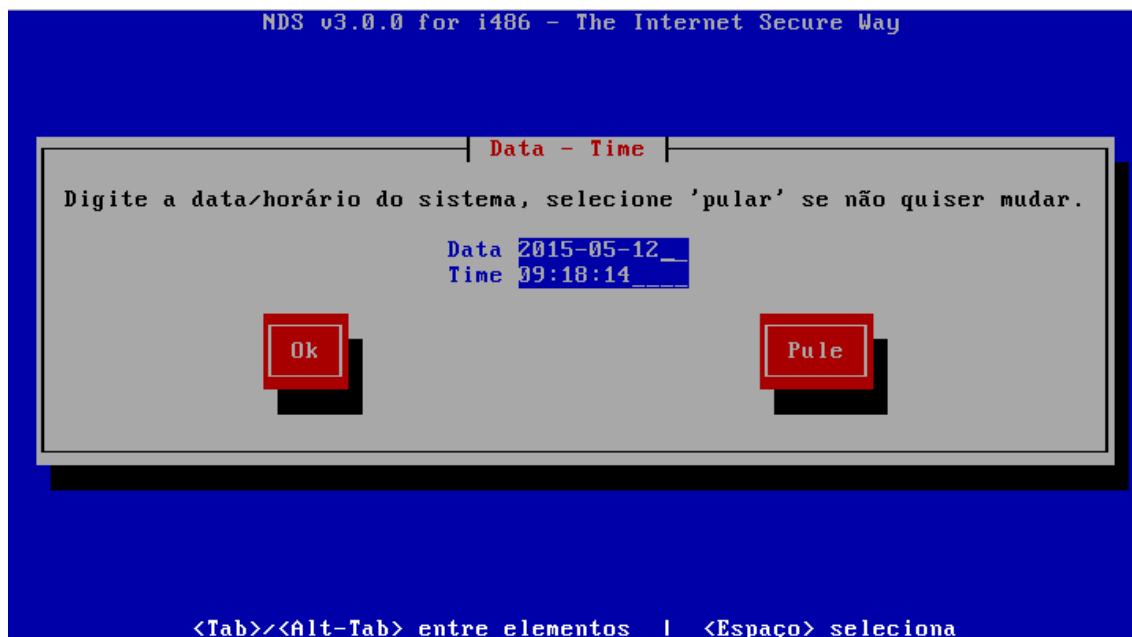 NDS v3.0.0 for i486 - The Internet Secure Way
Data - Time
Digite a data/horário do sistema, selecione 'pular' se não quiser mudar.
Data 2015-05-12__
Time 09:18:14____
Ok
Pule
<Tab>/<Alt-Tab> entre elementos | <Espaço> seleciona